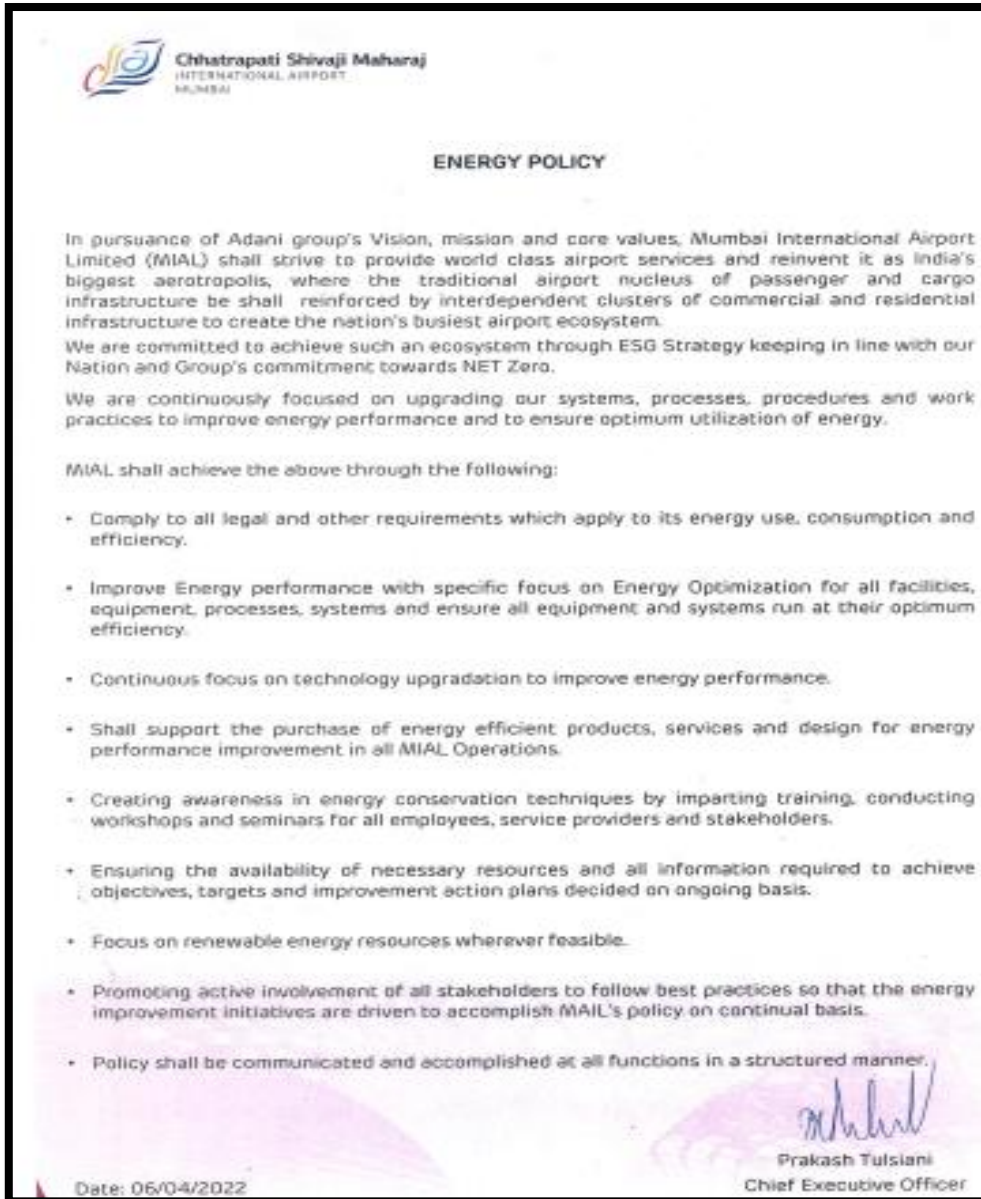 Chhatrapati Shivaji Maharaj
INTERNATIONAL AIRPORT
MUMBAI
ENERGY POLICY
In pursuance of Adani group's Vision, mission and core values, Mumbai International Airport
Limited (MIAL) shall strive to provide world class airport services and reinvent it as India's
biggest aerotropolis, where the traditional airport nucleus of passenger and cargo
infrastructure be shall reinforced by interdependent clusters of commercial and residential
infrastructure to create the nation's busiest airport ecosystem.
We are committed to achieve such an ecosystem through ESG Strategy keeping in line with our
Nation and Group's commitment towards NET Zero.
We are continuously focused on upgrading our systems, processes, procedures and work
practices to improve energy performance and to ensure optimum utilization of energy.
MIAL shall achieve the above through the following:
• Comply to all legal and other requirements which apply to its energy use, consumption and
efficiency.
• Improve Energy performance with specific focus on Energy Optimization for all facilities,
equipment, processes, systems and ensure all equipment and systems run at their optimum
efficiency.
• Continuous focus on technology upgradation to improve energy performance.
• Shall support the purchase of energy efficient products, services and design for energy
performance improvement in all MIAL Operations.
• Creating awareness in energy conservation techniques by imparting training, conducting
workshops and seminars for all employees, service providers and stakeholders.
• Ensuring the availability of necessary resources and all information required to achieve
objectives, targets and improvement action plans decided on ongoing basis.
• Focus on renewable energy resources wherever feasible.
• Promoting active involvement of all stakeholders to follow best practices so that the energy
improvement initiatives are driven to accomplish MAIL's policy on continual basis.
• Policy shall be communicated and accomplished at all functions in a structured manner.
Prakash Tulsiani
Date: 06/04/2022
Chief Executive Officer